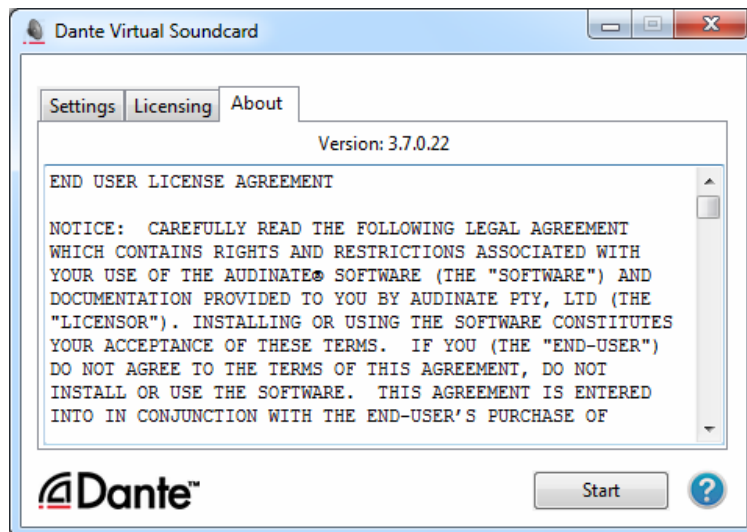 Dante Virtual Soundcard
Settings Licensing About
Version: 3.7.0.22
END USER LICENSE AGREEMENT
NOTICE:  CAREFULLY READ THE FOLLOWING LEGAL AGREEMENT
WHICH CONTAINS RIGHTS AND RESTRICTIONS ASSOCIATED WITH
YOUR USE OF THE AUDINATE® SOFTWARE (THE "SOFTWARE") AND
DOCUMENTATION PROVIDED TO YOU BY AUDINATE PTY, LTD (THE
"LICENSOR"). INSTALLING OR USING THE SOFTWARE CONSTITUTES
YOUR ACCEPTANCE OF THESE TERMS.  IF YOU (THE "END-USER")
DO NOT AGREE TO THE TERMS OF THIS AGREEMENT, DO NOT
INSTALL OR USE THE SOFTWARE.  THIS AGREEMENT IS ENTERED
INTO IN CONJUNCTION WITH THE END-USER’S PURCHASE OF
Dante™ Start ?